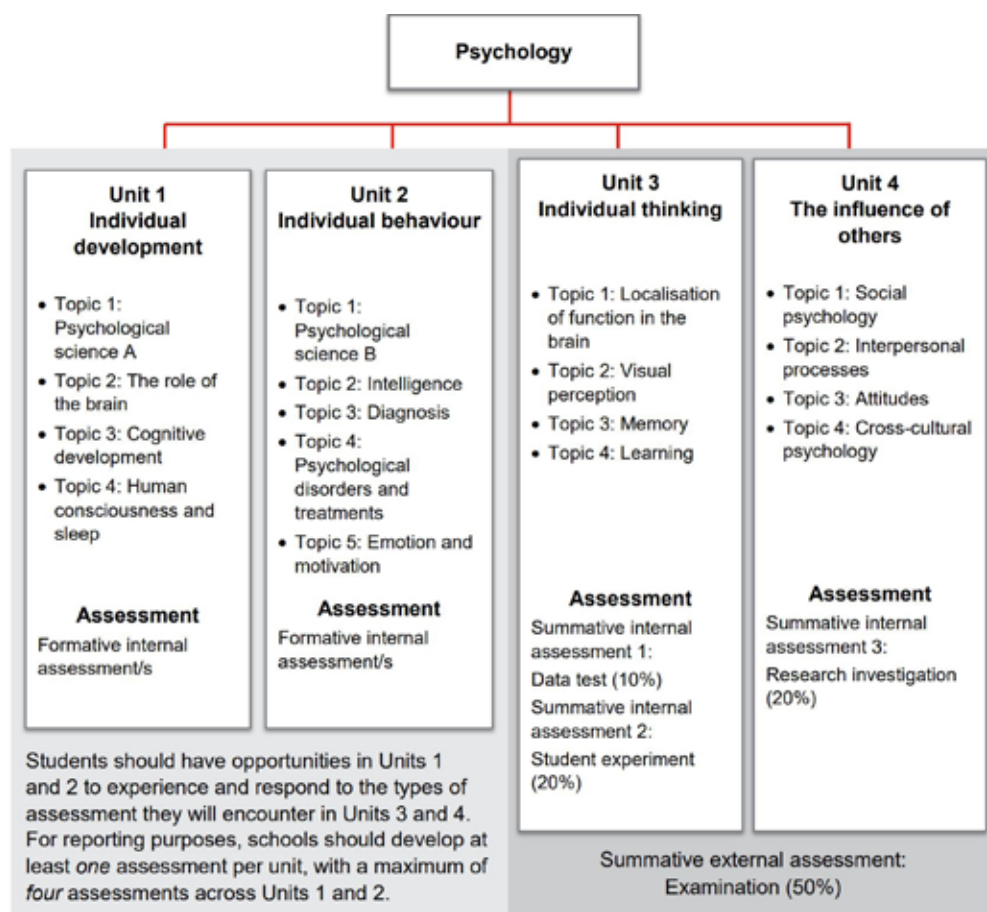 Psychology
Unit 1
Individual
development
• Topic 1:
Psychological
science A
• Topic 2: The role of
the brain
• Topic 3: Cognitive
development
• Topic 4: Human
consciousness and
sleep
Assessment
Formative internal
assessment/s
Unit 2
Individual behaviour
• Topic 1:
Psychological
science B
• Topic 2: Intelligence
• Topic 3: Diagnosis
• Topic 4:
Psychological
disorders and
treatments
• Topic 5: Emotion and
motivation
Assessment
Formative internal
assessment/s
Students should have opportunities in Units 1
and 2 to experience and respond to the types of
assessment they will encounter in Units 3 and 4.
For reporting purposes, schools should develop at
least one assessment per unit, with a maximum of
four assessments across Units 1 and 2.
Unit 3
Individual thinking
• Topic 1: Localisation
of function in the
brain
• Topic 2: Visual
perception
• Topic 3: Memory
• Topic 4: Learning
Assessment
Summative internal
assessment 1:
Data test (10%)
Summative internal
assessment 2:
Student experiment
(20%)
Unit 4
The influence of
others
• Topic 1: Social
psychology
• Topic 2: Interpersonal
processes
• Topic 3: Attitudes
• Topic 4: Cross-cultural
psychology
Assessment
Summative internal
assessment 3:
Research investigation
(20%)
Summative external assessment:
Examination (50%)